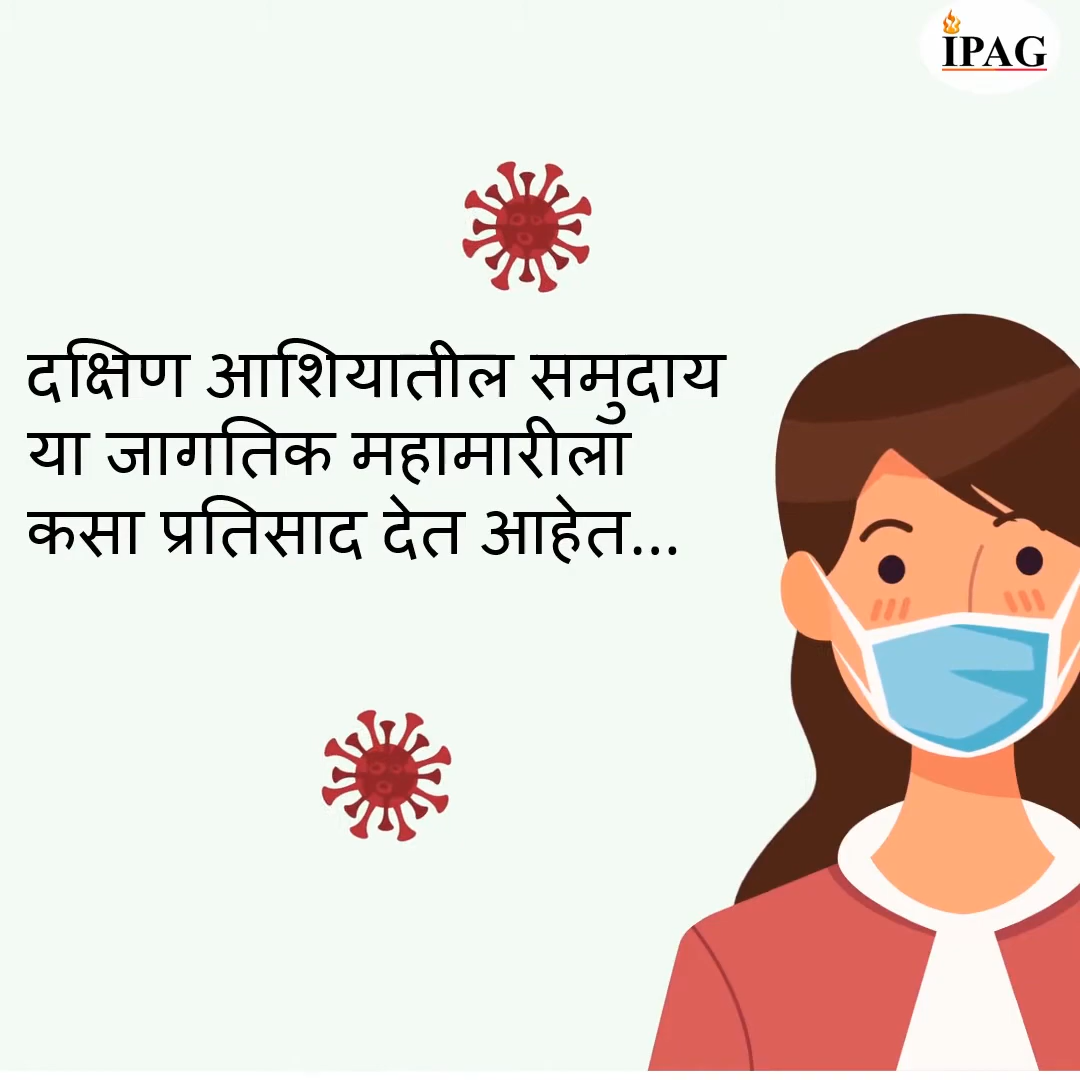 IPAG
दक्षिण आशियातील समुदाय
या जागतिक महामारीला
कसा प्रतिसाद देत आहेत...